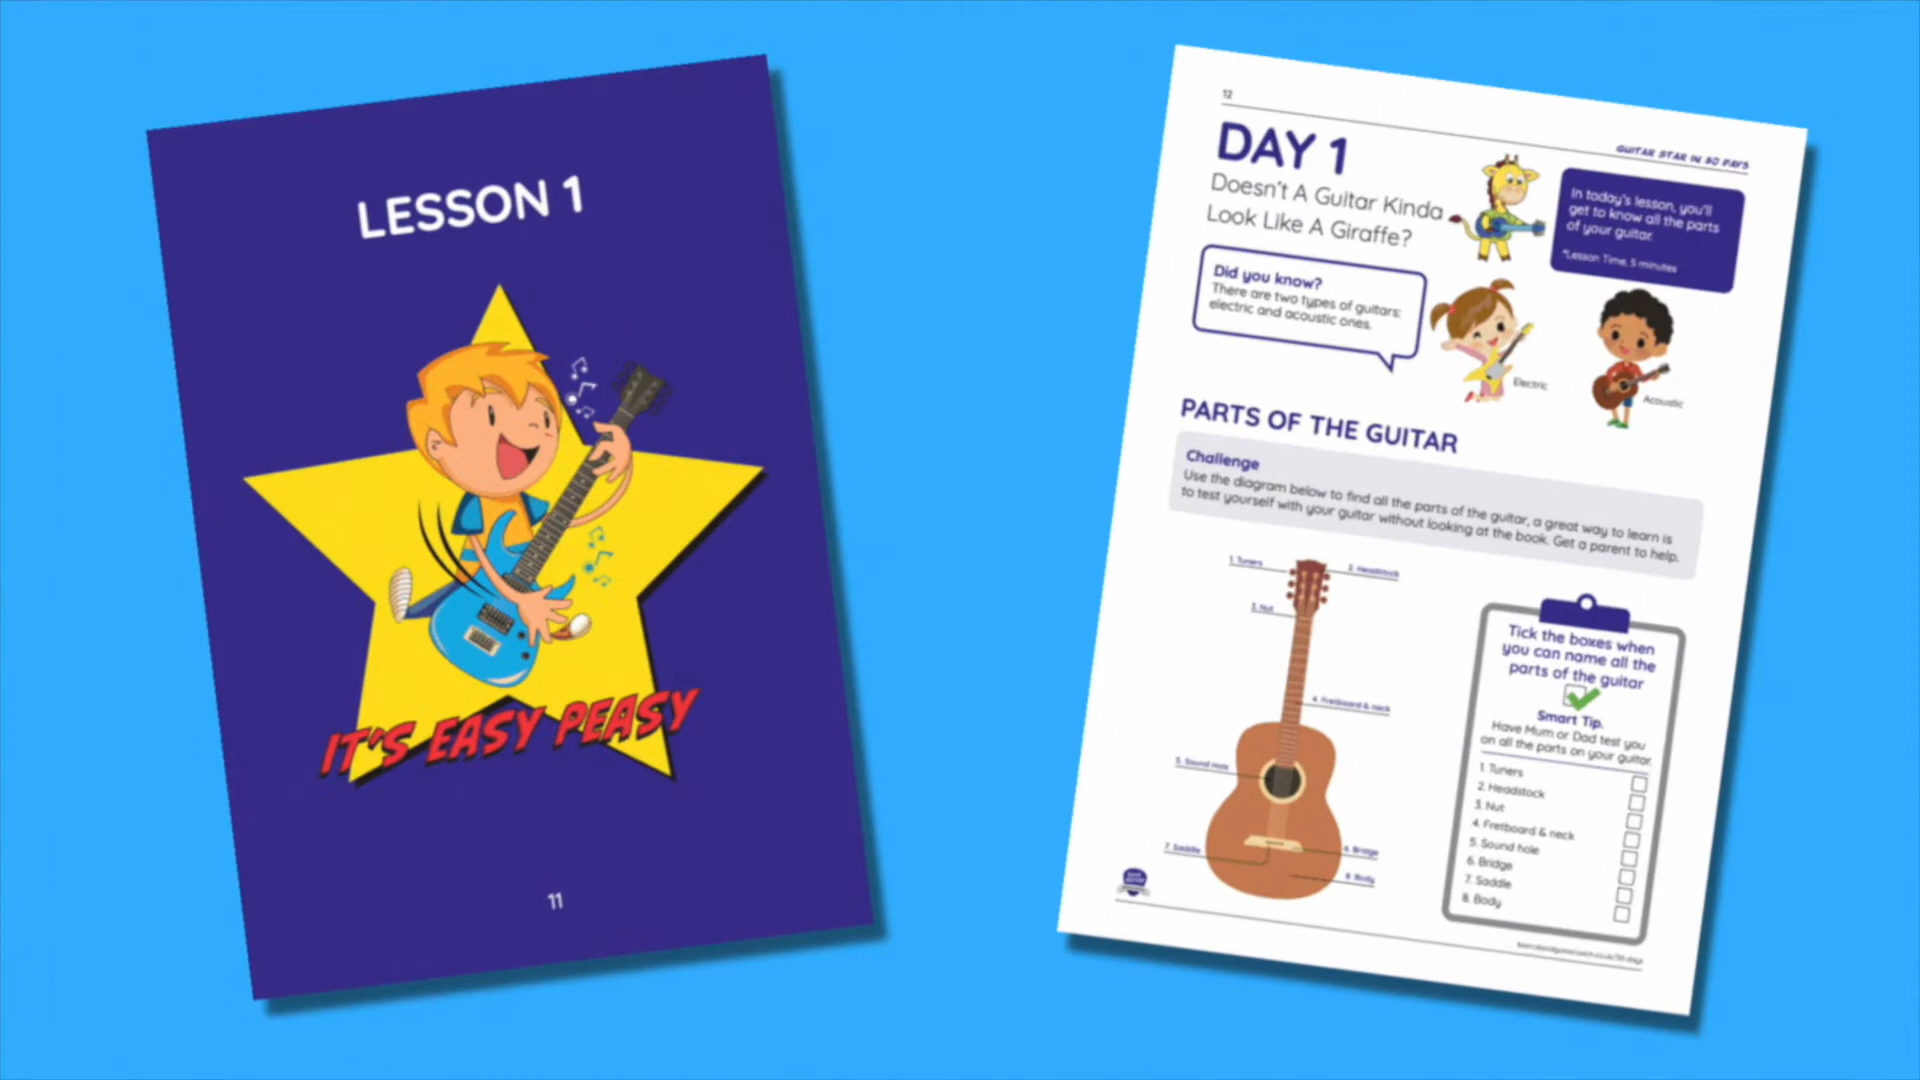 LESSON 1
IT'S EASY PEASY
11
12
GUITAR STAR IN 30 DAYS
DAY 1
Doesn't A Guitar Kinda
Look Like A Giraffe?
In today's lesson, you'll
get to know all the parts
of your guitar.
*Lesson Time, 5 minutes
Did you know?
There are two types of guitars:
electric and acoustic ones.
Electric
Acoustic
PARTS OF THE GUITAR
Challenge
Use the diagram below to find all the parts of the guitar, a great way to learn is
to test yourself with your guitar without looking at the book. Get a parent to help.
1. Tuners
2. Headstock
3. Nut
4. Fretboard & neck
5. Sound Hole
6. Bridge
7. Saddle
8. Body
Tick the boxes when
you can name all the
parts of the guitar
Smart Tip.
Have Mum or Dad test you
on all the parts on your guitar.
1. Tuners
2. Headstock
3. Nut
4. Fretboard & neck
5. Sound hole
6. Bridge
7. Saddle
8. Body